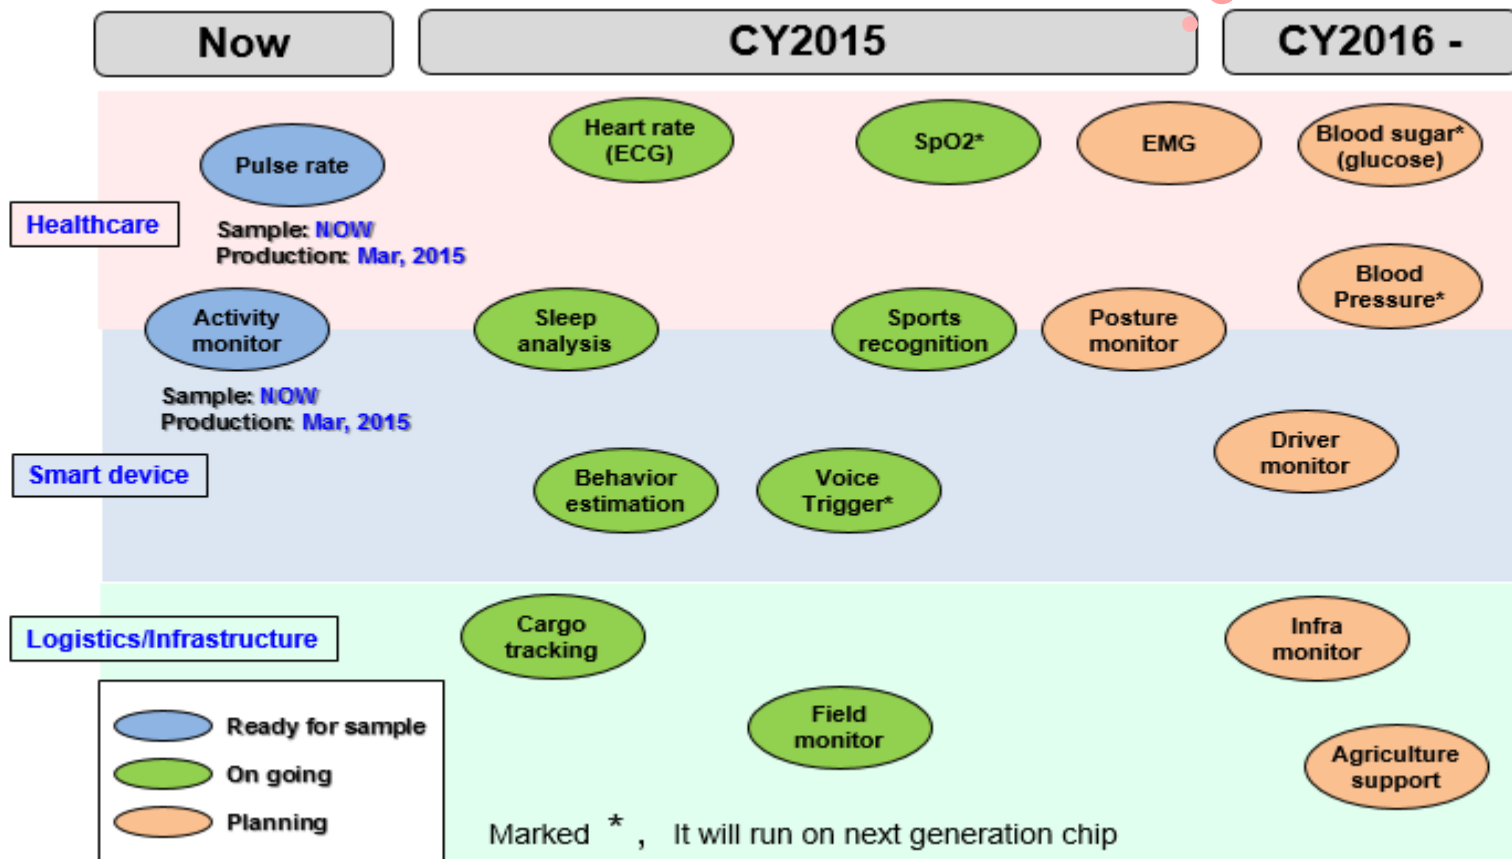 Now
CY2015
CY2016 -
Healthcare
Pulse rate
Sample: NOW
Production: Mar, 2015
Heart rate
(ECG)
SpO2*
EMG
Blood sugar*
(glucose)
Blood
Pressure*
Activity
monitor
Sample: NOW
Production: Mar, 2015
Sleep
analysis
Sports
recognition
Posture
monitor
Smart device
Behavior
estimation
Voice
Trigger*
Driver
monitor
Logistics/Infrastructure
Cargo
tracking
Field
monitor
Infra
monitor
Agriculture
support
Ready for sample
On going
Planning
Marked * , It will run on next generation chip